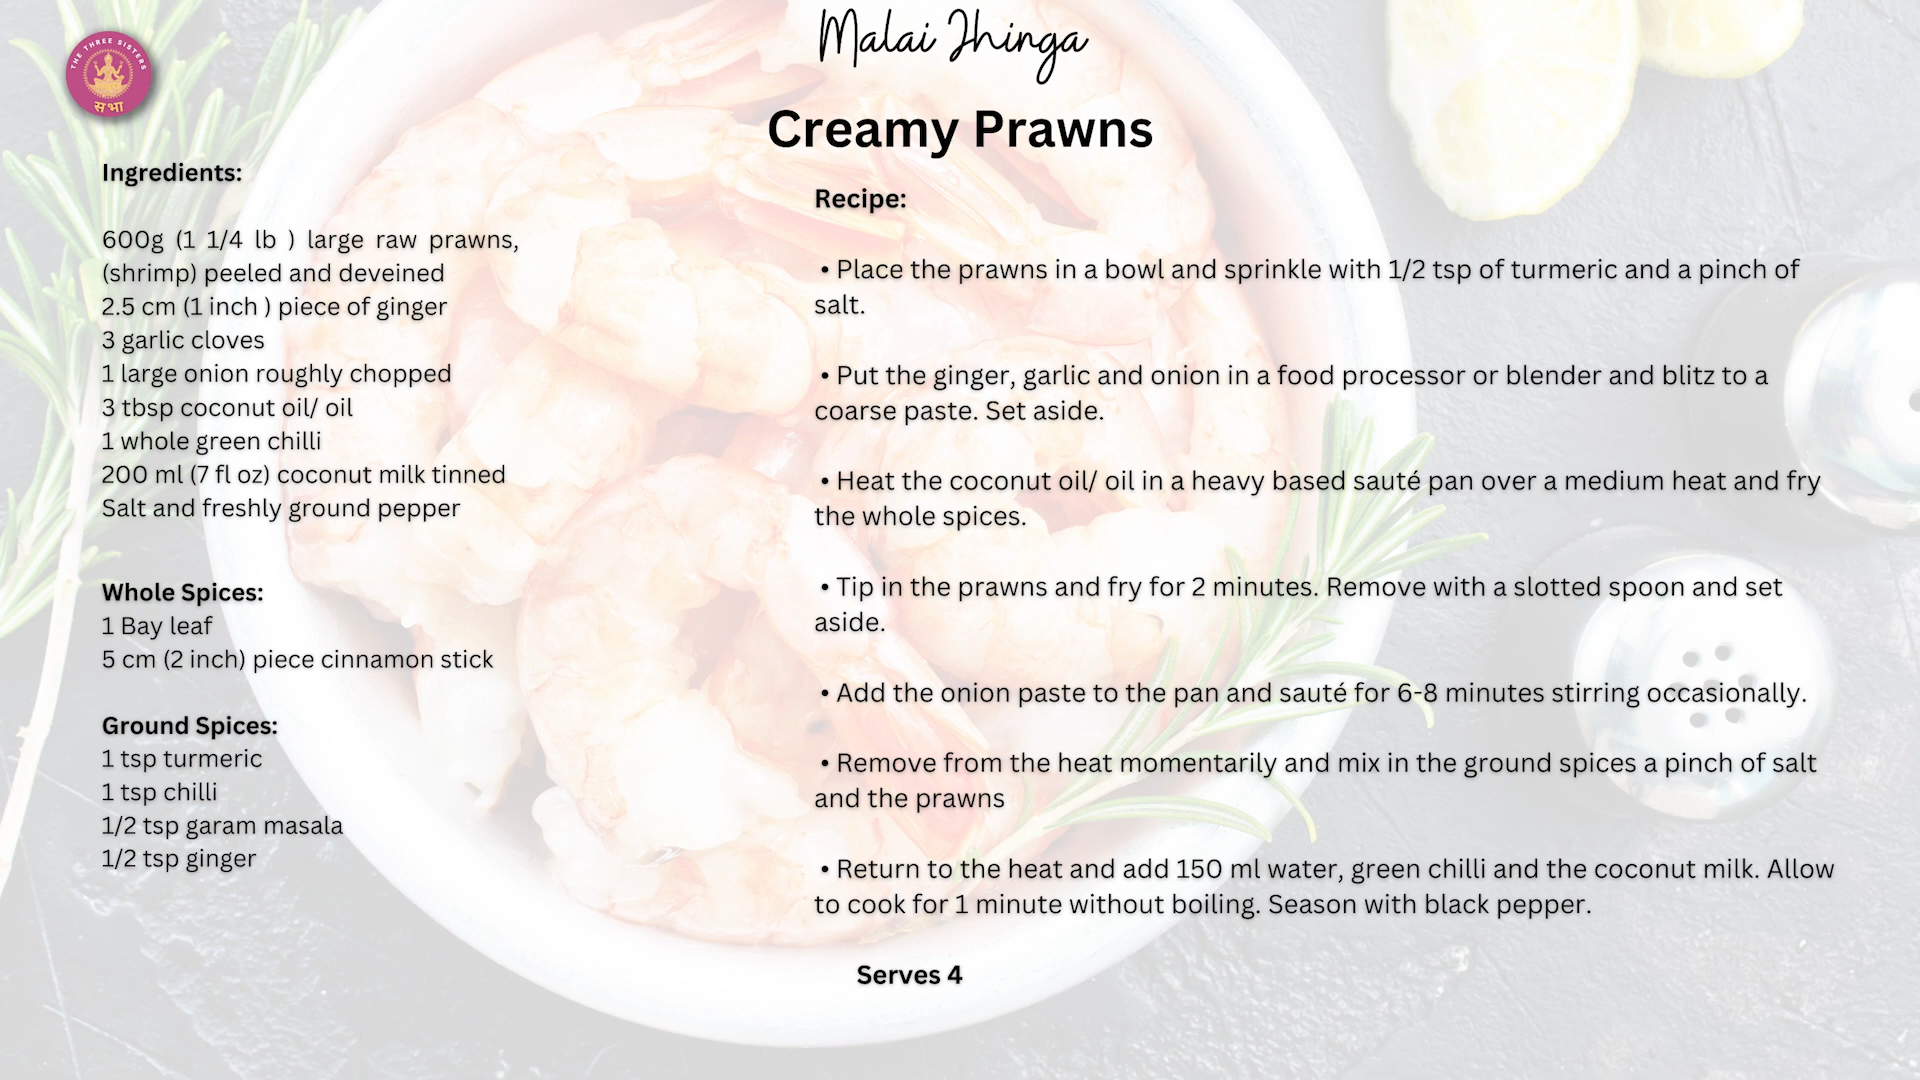 THE THREE SISTERS
सभा
Malai Jhinga
Creamy Prawns
Ingredients:
600g (1 1/4 lb ) large raw prawns,
(shrimp) peeled and deveined
2.5 cm (1 inch ) piece of ginger
3 garlic cloves
1 large onion roughly chopped
3 tbsp coconut oil/ oil
1 whole green chilli
200 ml (7 fl oz) coconut milk tinned
Salt and freshly ground pepper
Whole Spices:
1 Bay leaf
5 cm (2 inch) piece cinnamon stick
Ground Spices:
1 tsp turmeric
1 tsp chilli
1/2 tsp garam masala
1/2 tsp ginger
Recipe:
• Place the prawns in a bowl and sprinkle with 1/2 tsp of turmeric and a pinch of
salt.
• Put the ginger, garlic and onion in a food processor or blender and blitz to a
coarse paste. Set aside.
• Heat the coconut oil/ oil in a heavy based sauté pan over a medium heat and fry
the whole spices.
• Tip in the prawns and fry for 2 minutes. Remove with a slotted spoon and set
aside.
• Add the onion paste to the pan and sauté for 6-8 minutes stirring occasionally.
• Remove from the heat momentarily and mix in the ground spices a pinch of salt
and the prawns
• Return to the heat and add 150 ml water, green chilli and the coconut milk. Allow
to cook for 1 minute without boiling. Season with black pepper.
Serves 4